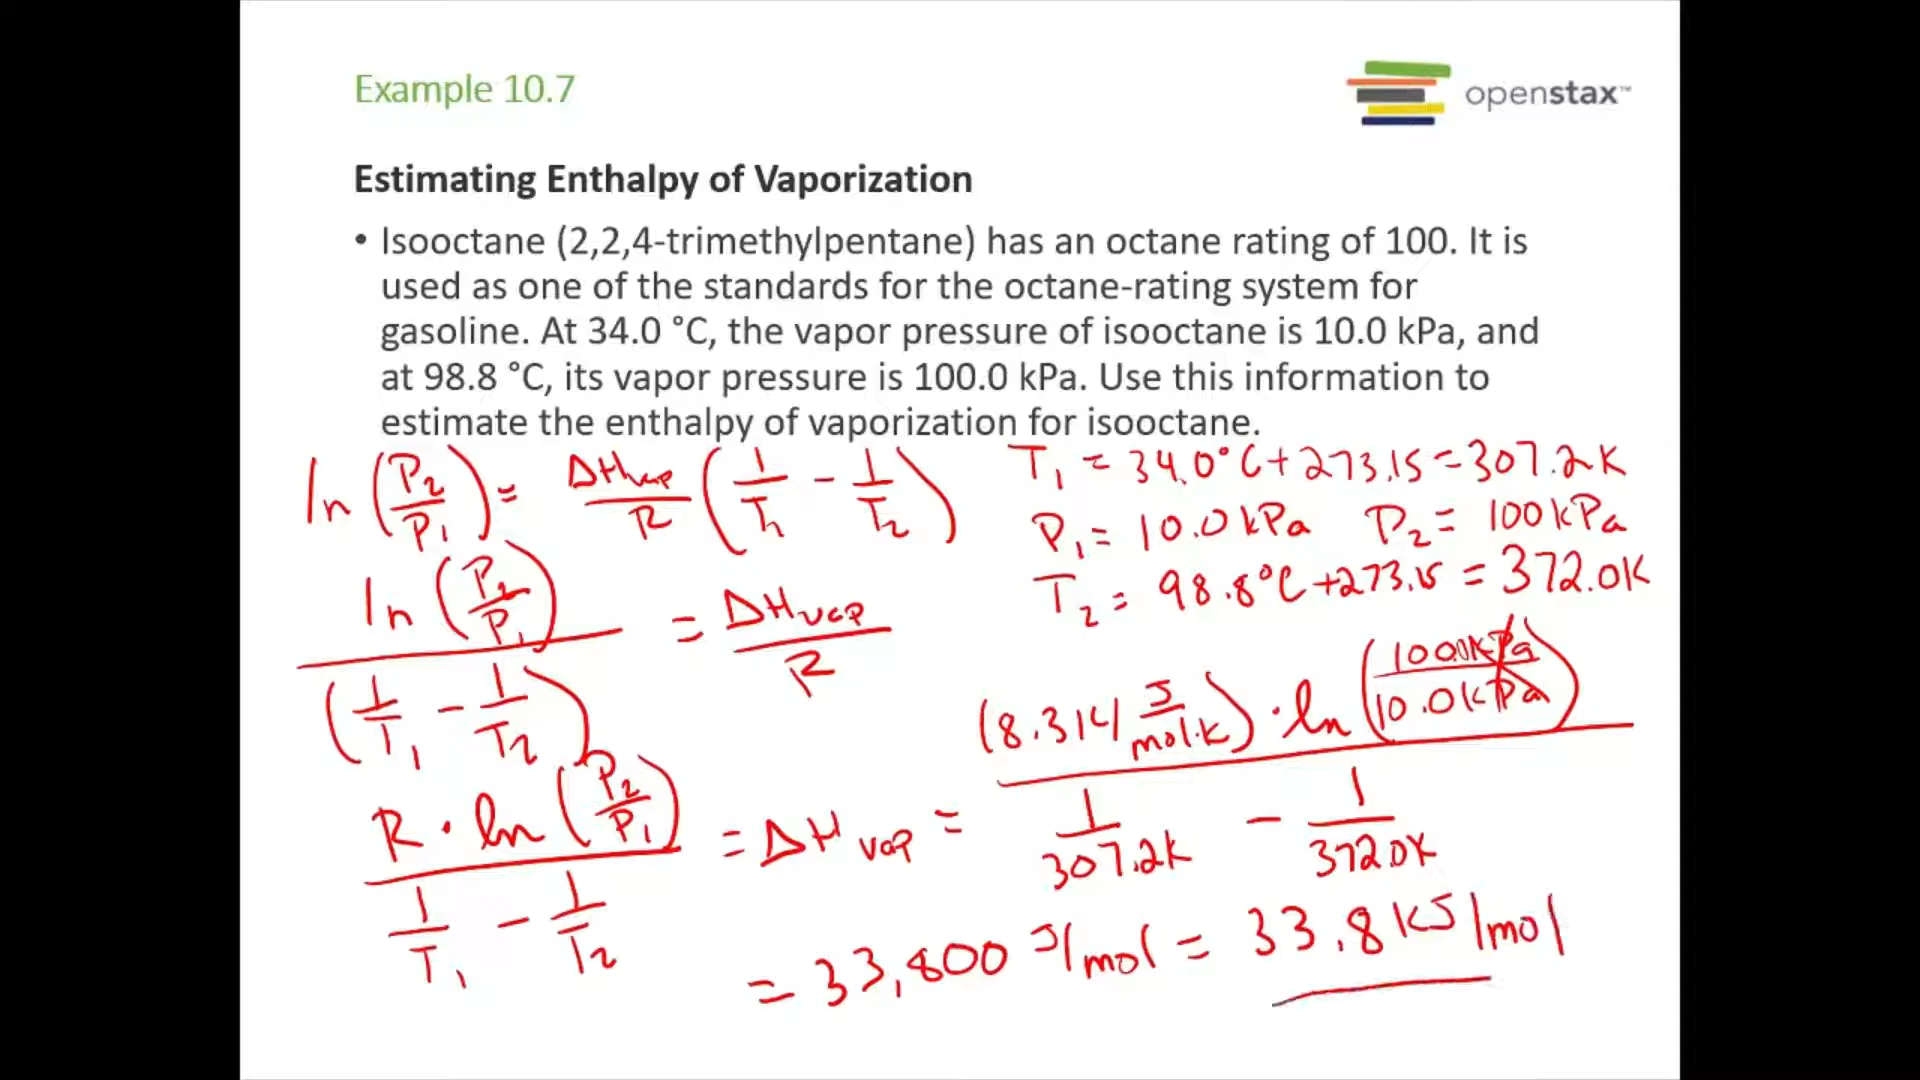 Example 10.7
openstax™
Estimating Enthalpy of Vaporization
• Isooctane (2,2,4-trimethylpentane) has an octane rating of 100. It is
used as one of the standards for the octane-rating system for
gasoline. At 34.0 °C, the vapor pressure of isooctane is 10.0 kPa, and
at 98.8 °C, its vapor pressure is 100.0 kPa. Use this information to
estimate the enthalpy of vaporization for isooctane.
ln (P₂/P₁) = ΔHvap/R (1/T₁ - 1/T₂)
T₁ = 34.0°C + 273.15 = 307.2K
P₁ = 10.0kPa P₂ = 100kPa
T₂ = 98.8°C + 273.15 = 372.0K
ln (P₂/P₁) / (1/T₁ - 1/T₂) = ΔHvap/R
R · ln (P₂/P₁) / 1/T₁ - 1/T₂ = ΔHvap = (8.314 J/mol·K) · ln (100.0kPa/10.0kPa) / 1/307.2K - 1/372.0K
= 33,800 J/mol = 33.8 kJ/mol